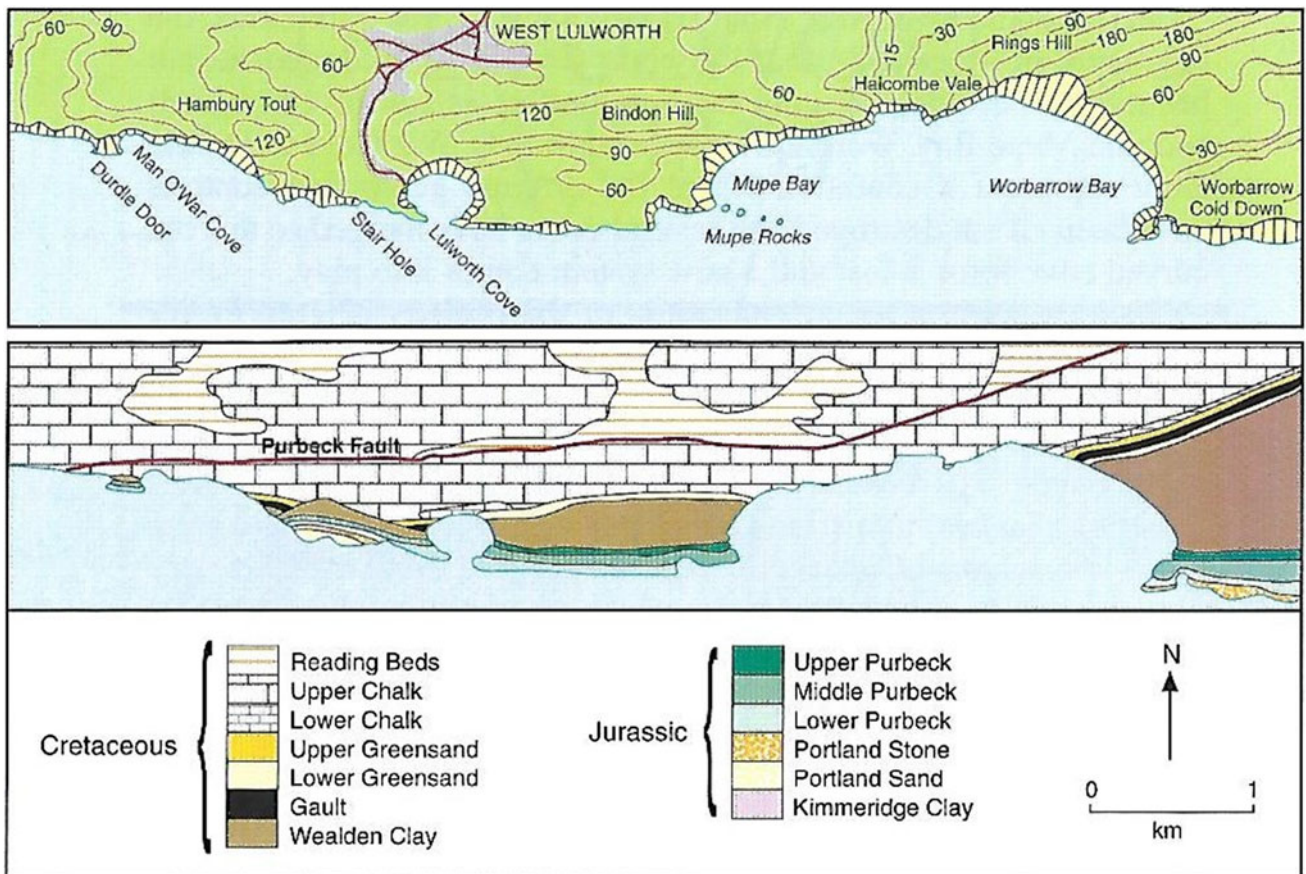 60
90
WEST LULWORTH
60
Hambury Tout
120
120
Bindon Hill
90
60
60
15
30
Rings Hill
90
180
180
90
60
Halcombe Vale
30
Man O'War Cove
Durdle Door
Stair Hole
Lulworth Cove
Mupe Bay
Mupe Rocks
Worbarrow Bay
Worbarrow
Cold Down
Purbeck Fault
Cretaceous
Reading Beds
Upper Chalk
Lower Chalk
Upper Greensand
Lower Greensand
Gault
Wealden Clay
Jurassic
Upper Purbeck
Middle Purbeck
Lower Purbeck
Portland Stone
Portland Sand
Kimmeridge Clay
N
0 1
km